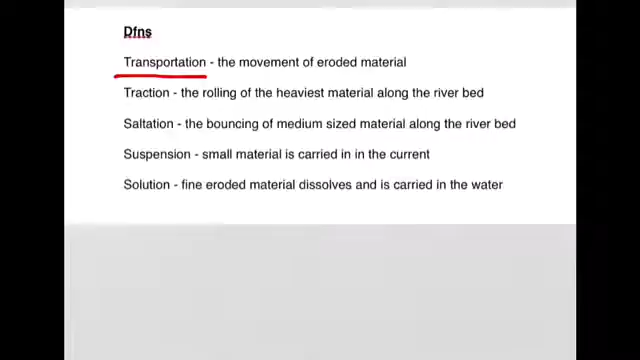 Dfns
Transportation - the movement of eroded material
Traction - the rolling of the heaviest material along the river bed
Saltation - the bouncing of medium sized material along the river bed
Suspension - small material is carried in in the current
Solution - fine eroded material dissolves and is carried in the water